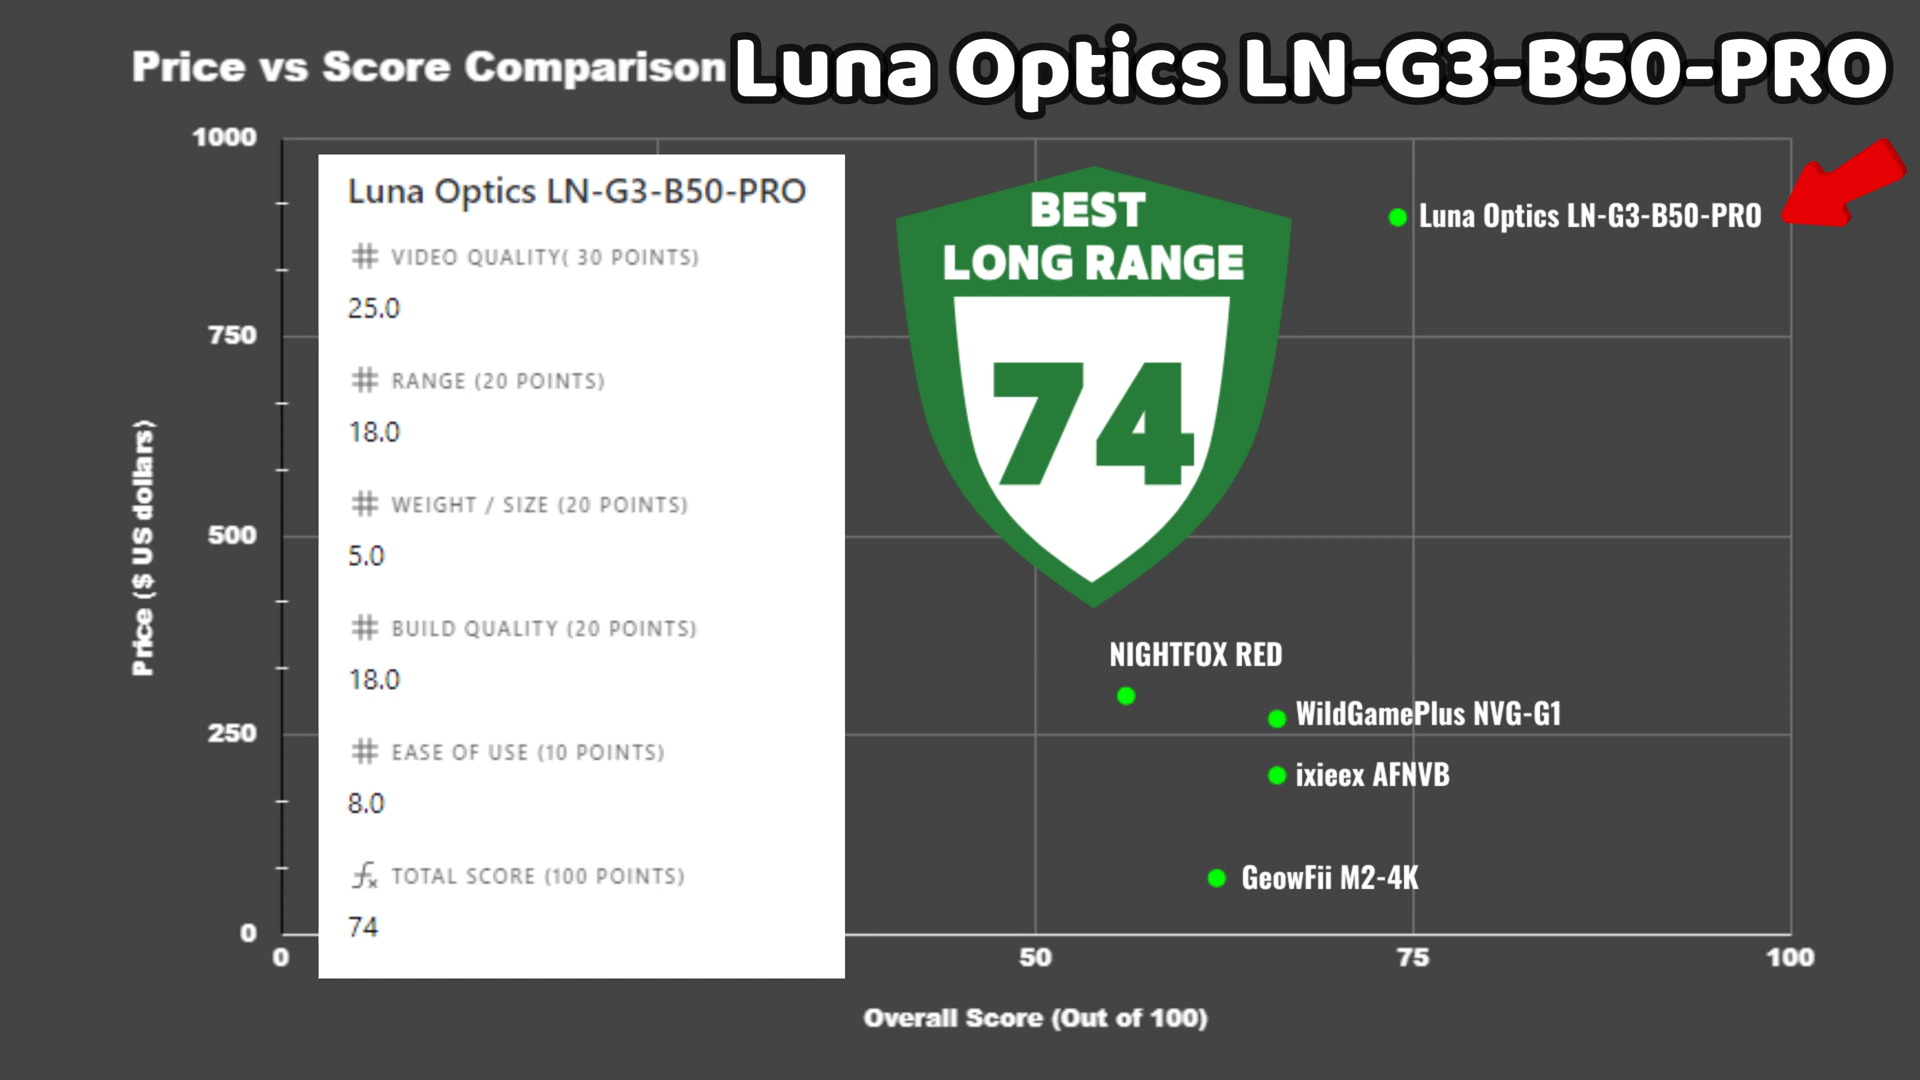 Price vs Score Comparison
Luna Optics LN-G3-B50-PRO
1000
750
500
250
0
Price ($ US dollars)
Luna Optics LN-G3-B50-PRO
# VIDEO QUALITY( 30 POINTS)
25.0
# RANGE (20 POINTS)
18.0
# WEIGHT / SIZE (20 POINTS)
5.0
# BUILD QUALITY (20 POINTS)
18.0
# EASE OF USE (10 POINTS)
8.0
fx TOTAL SCORE (100 POINTS)
74
BEST
LONG RANGE
74
Luna Optics LN-G3-B50-PRO
NIGHTFOX RED
WildGamePlus NVG-G1
ixieex AFNVB
GeowFii M2-4K
0
50
75
100
Overall Score (Out of 100)